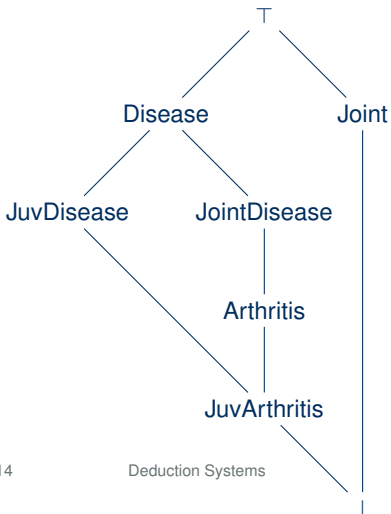 ⊤
Disease Joint
JuvDisease JointDisease
Arthritis
JuvArthritis
14 Deduction Systems